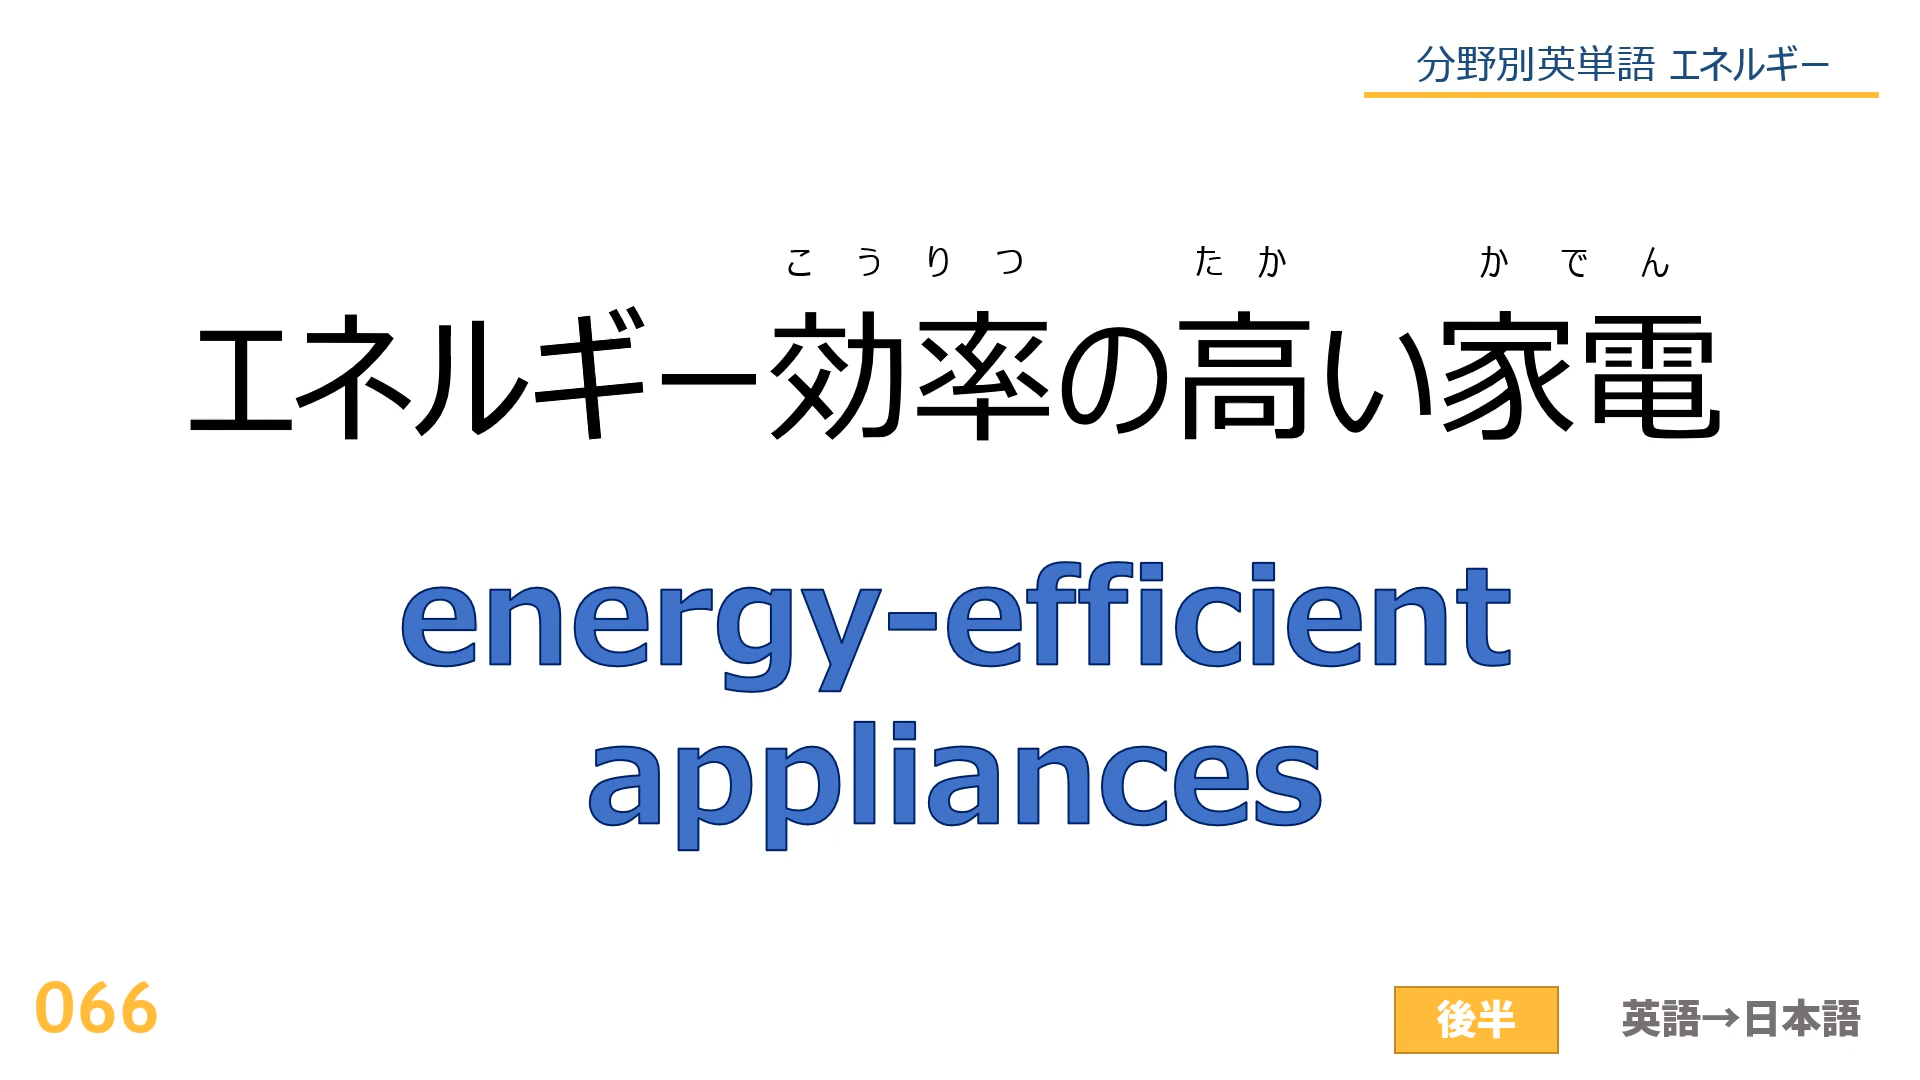 分野別英単語 エネルギー
こうりつ たか かでん
エネルギー効率の高い家電
energy-efficient
appliances
066
後半 英語→日本語